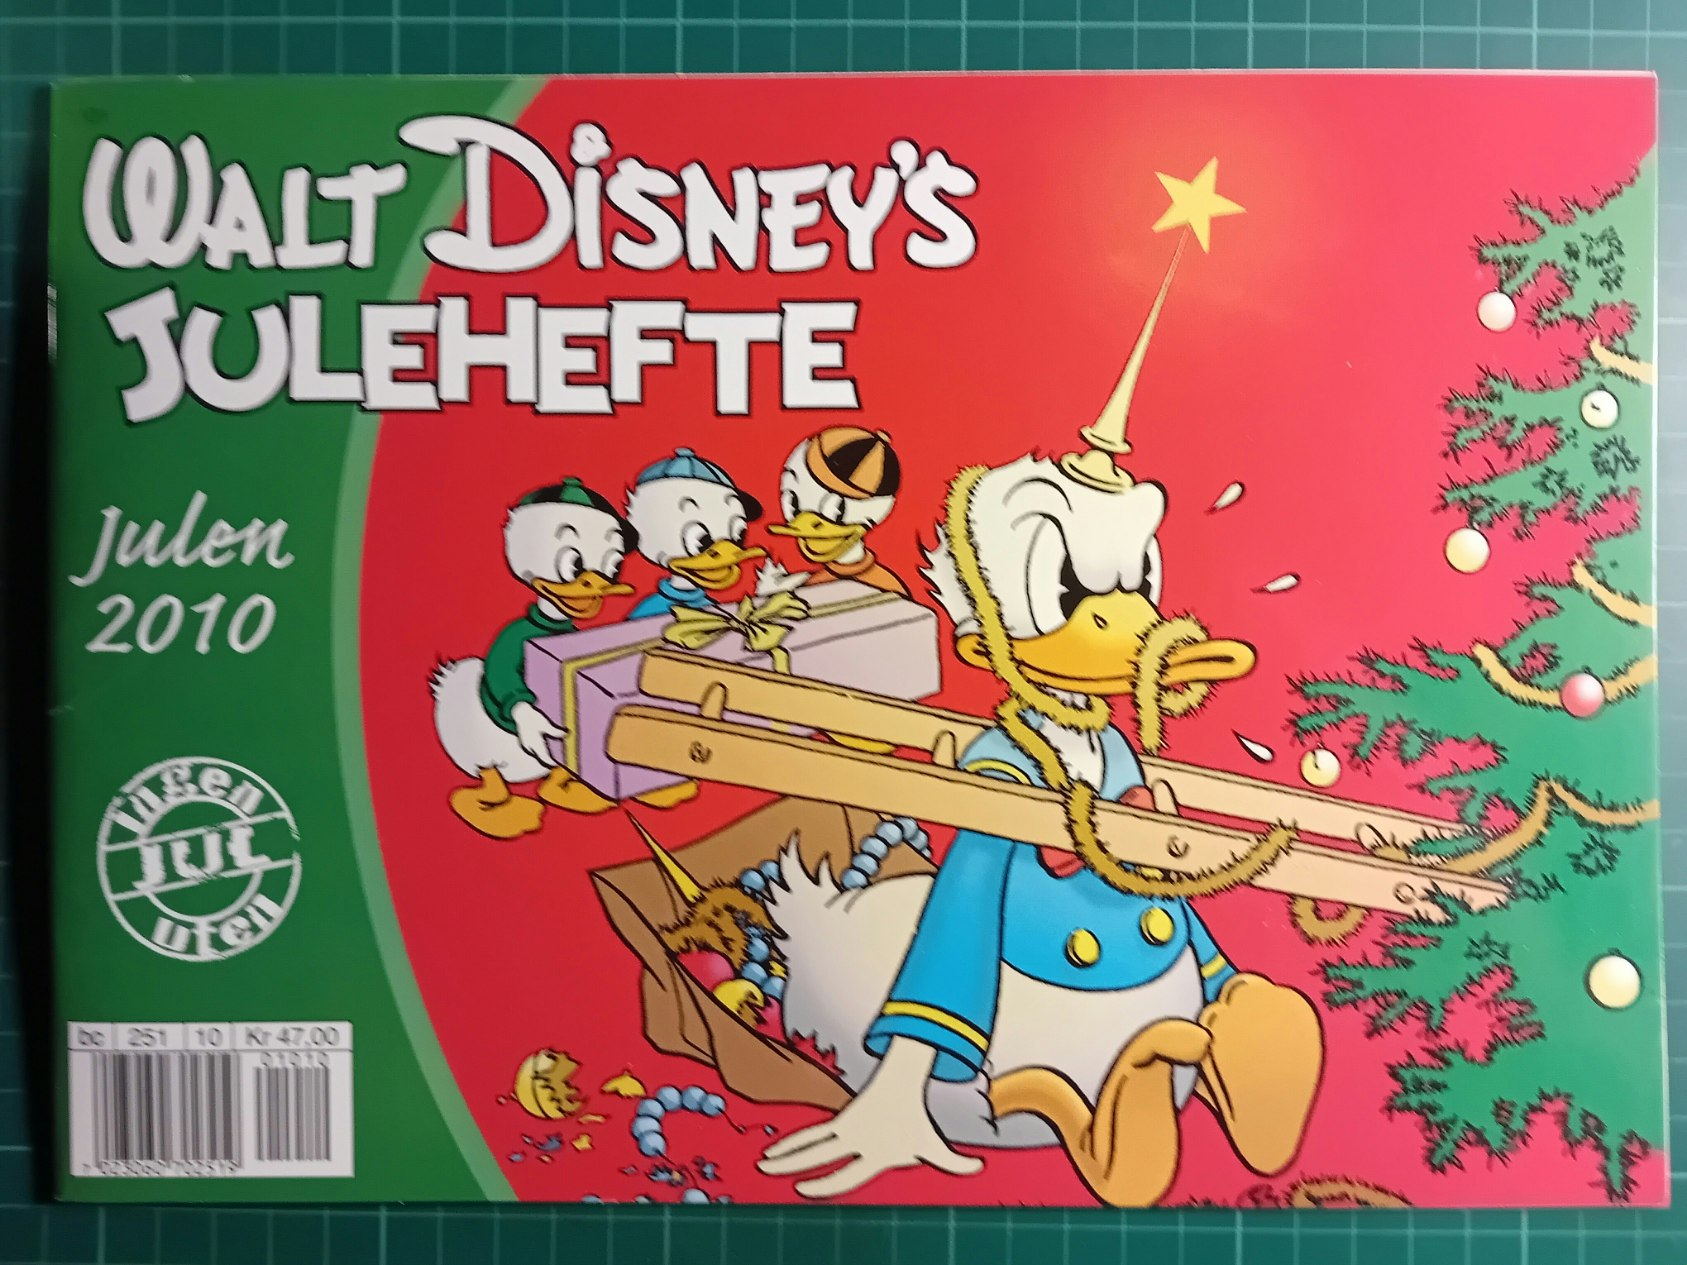 WALT DISNEY'S
JULEHEFTE
Julen
2010
ingen
JUL
uten
bc 251 10 Kr 47,00